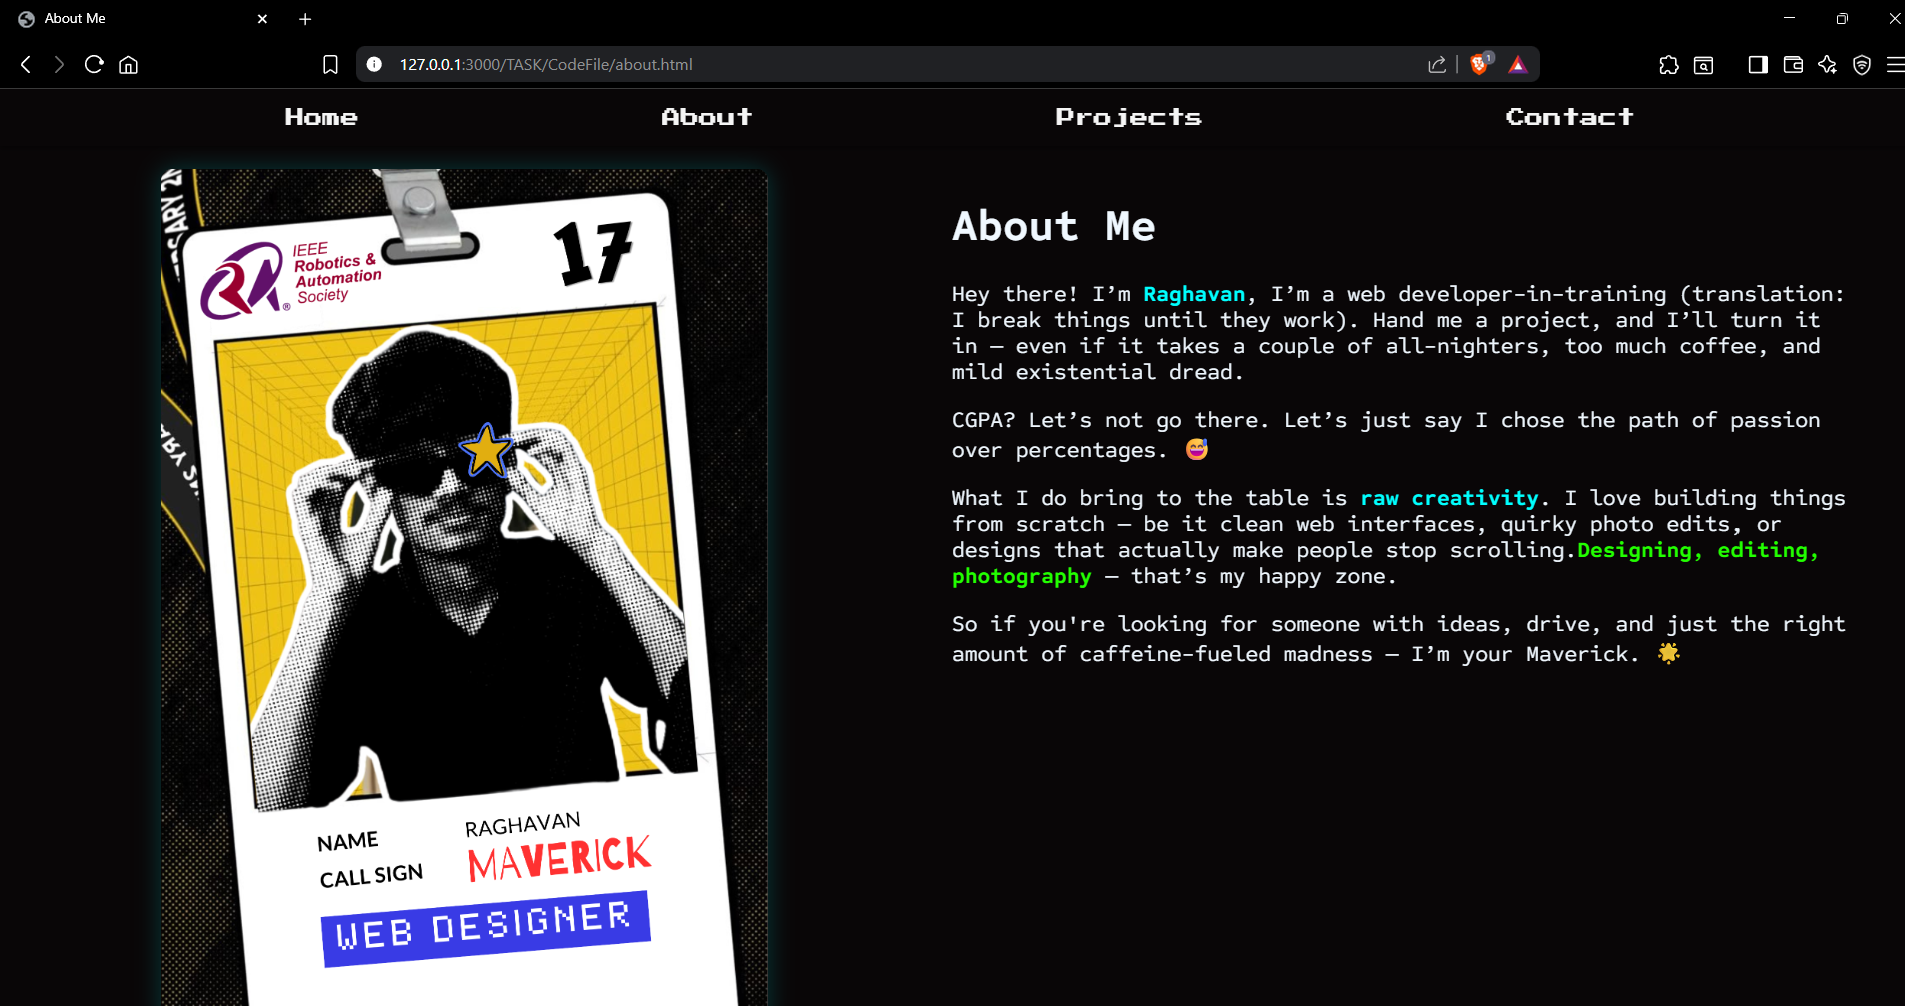 About Me
127.0.0.1:3000/TASK/CodeFile/about.html
1
Home About Projects Contact
IEEE
Robotics &
Automation
Society
®
17
NAME RAGHAVAN
CALL SIGN MAVERICK
WEB DESIGNER
About Me
Hey there! I’m Raghavan, I’m a web developer-in-training (translation:
I break things until they work). Hand me a project, and I’ll turn it
in — even if it takes a couple of all-nighters, too much coffee, and
mild existential dread.
CGPA? Let’s not go there. Let’s just say I chose the path of passion
over percentages. 😅
What I do bring to the table is raw creativity. I love building things
from scratch — be it clean web interfaces, quirky photo edits, or
designs that actually make people stop scrolling.Designing, editing,
photography — that’s my happy zone.
So if you're looking for someone with ideas, drive, and just the right
amount of caffeine-fueled madness — I’m your Maverick. 🌟